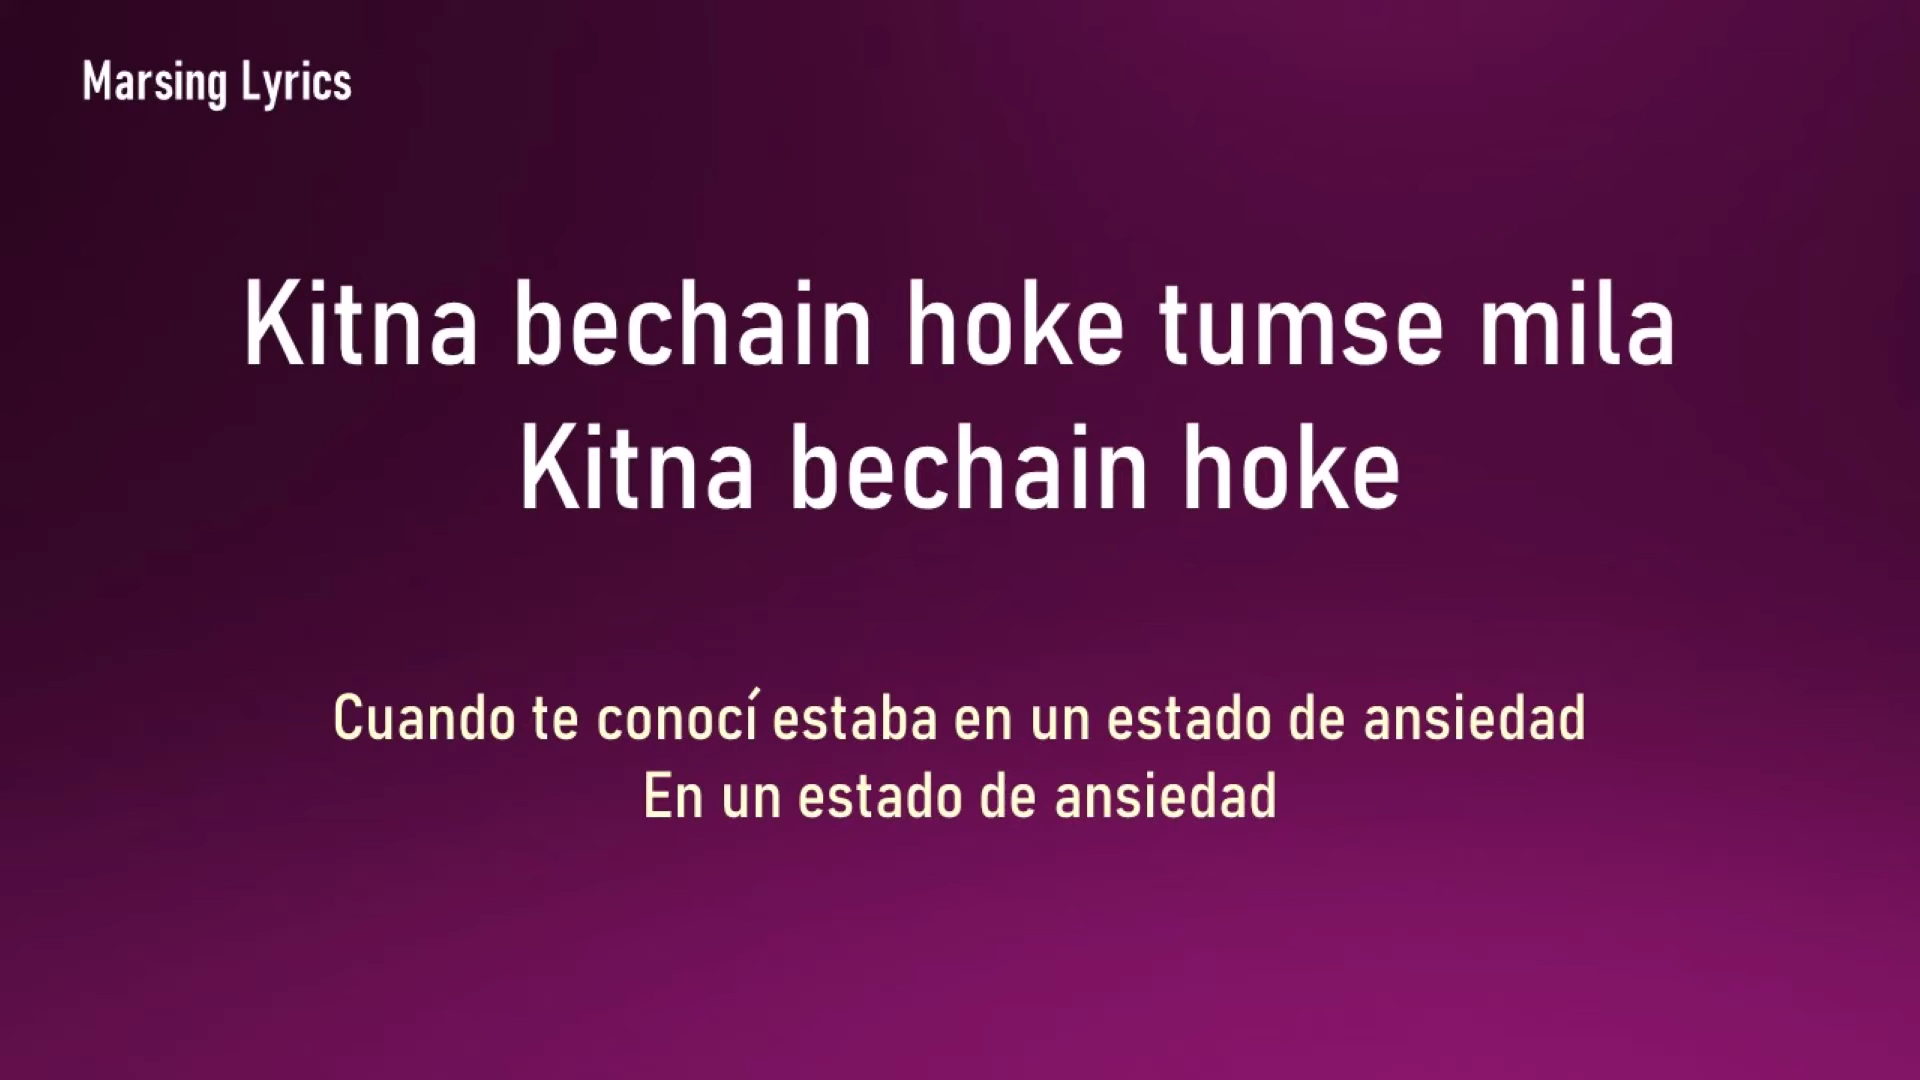 Marsing Lyrics
Kitna bechain hoke tumse mila
Kitna bechain hoke
Cuando te conocí estaba en un estado de ansiedad
En un estado de ansiedad